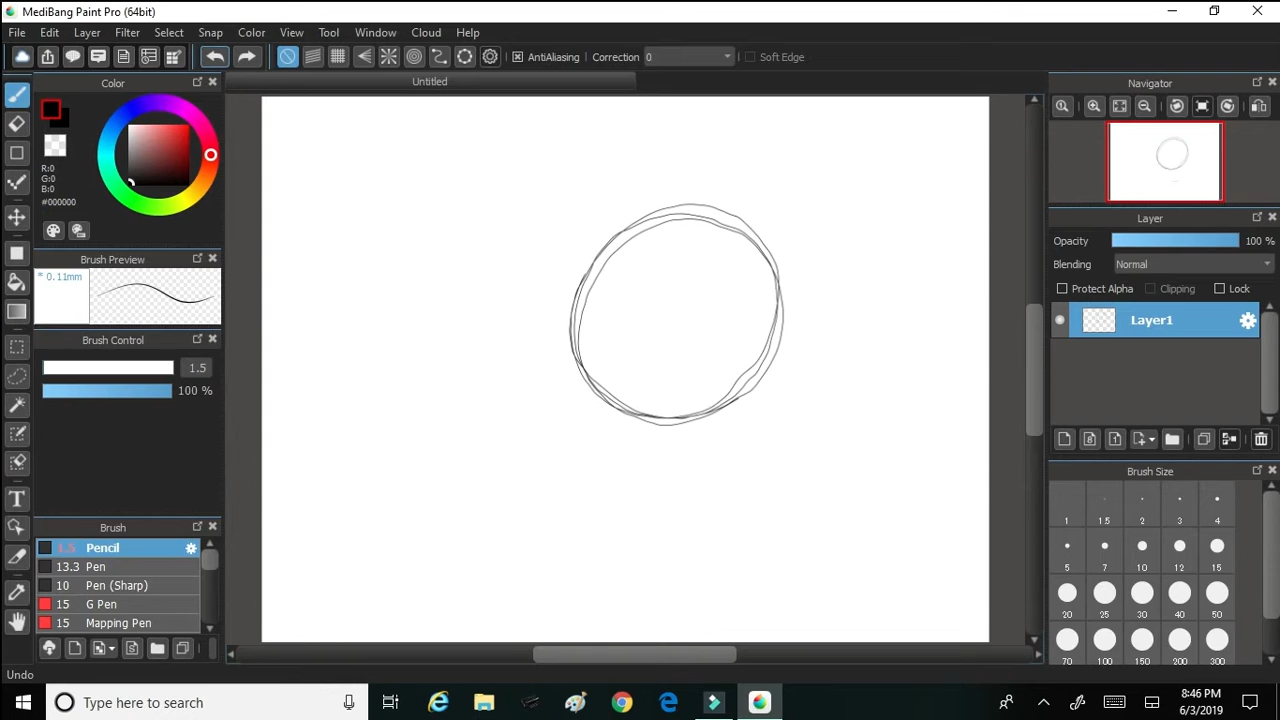 MediBang Paint Pro (64bit)
File Edit Layer Filter Select Snap Color View Tool Window Cloud Help
AntiAliasing Correction 0 Soft Edge
Color
R:0
G:0
B:0
#000000
Brush Preview
* 0.11mm
Brush Control
1.5
100 %
Brush
1.5 Pencil
13.3 Pen
10 Pen (Sharp)
15 G Pen
15 Mapping Pen
Untitled
Navigator
Layer
Opacity 100 %
Blending Normal
Protect Alpha Clipping Lock
Layer1
Brush Size
1 1.5 2 3 4
5 7 10 12 15
20 25 30 40 50
70 100 150 200 300
Undo
Type here to search
8:46 PM
6/3/2019